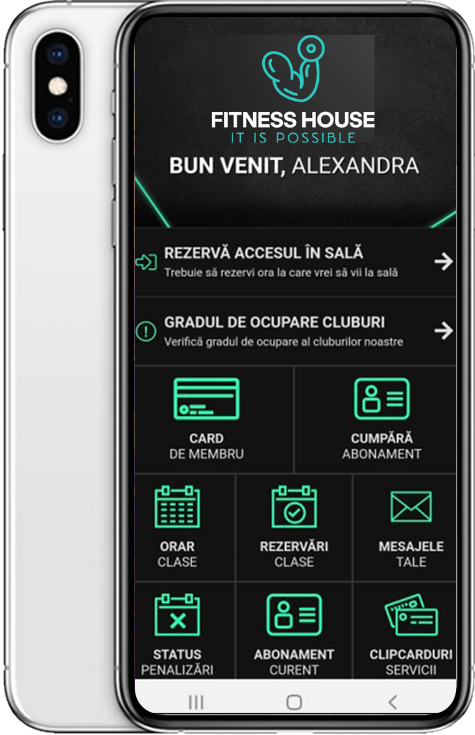 FITNESS HOUSE
IT IS POSSIBLE
BUN VENIT, ALEXANDRA
REZERVĂ ACCESUL ÎN SALĂ
Trebuie să rezervi ora la care vrei să vii la sală
GRADUL DE OCUPARE CLUBURI
Verifică gradul de ocupare al cluburilor noastre
CARD
DE MEMBRU
CUMPĂRĂ
ABONAMENT
ORAR
CLASE
REZERVĂRI
CLASE
MESAJELE
TALE
STATUS
PENALIZĂRI
ABONAMENT
CURENT
CLIPCARDURI
SERVICII